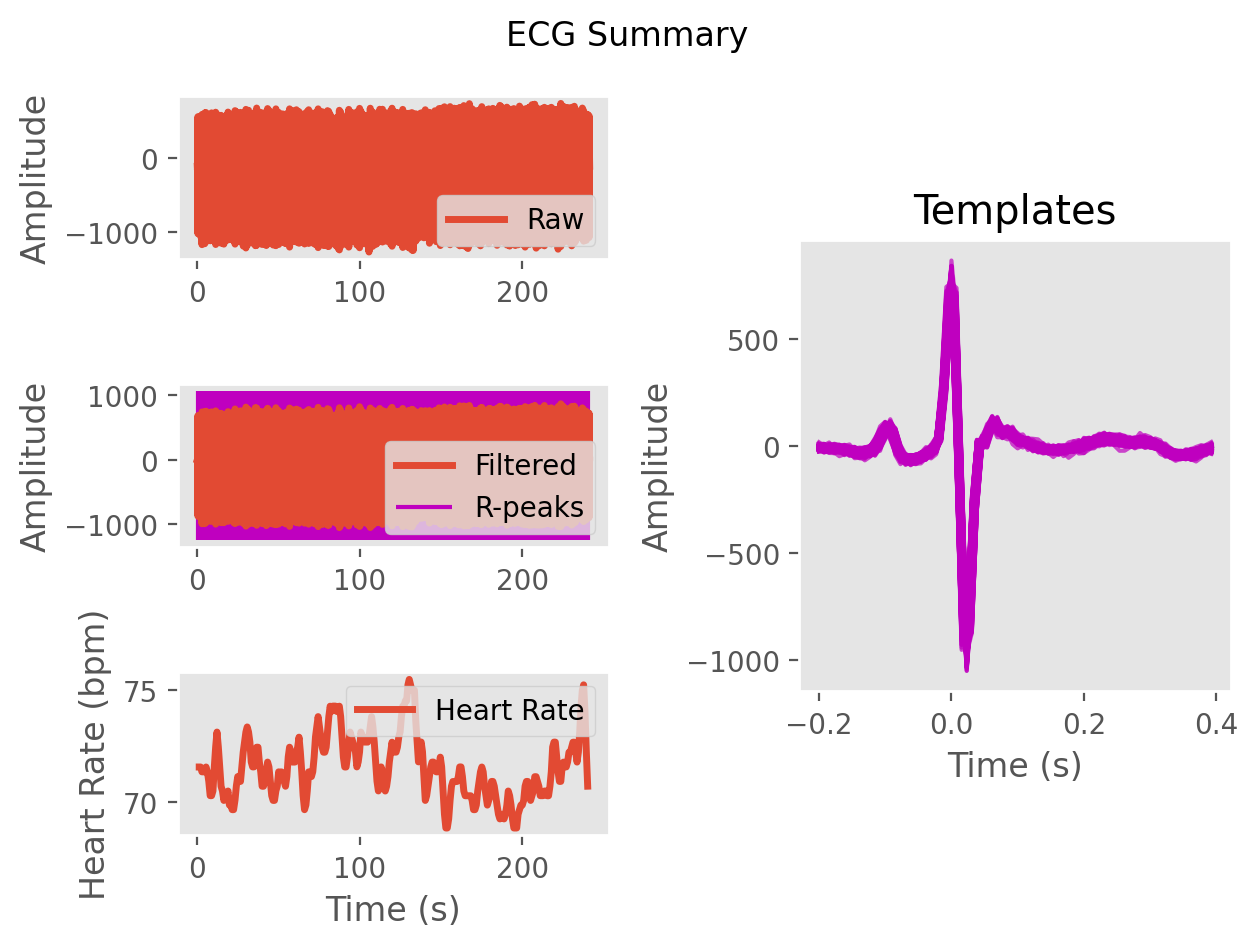 ECG Summary
Amplitude
0
−1000
Raw
0
100
200
Amplitude
1000
0
−1000
Filtered
R-peaks
0
100
200
Heart Rate (bpm)
75
70
Heart Rate
0
100
200
Time (s)
Templates
Amplitude
500
0
−500
−1000
−0.2
0.0
0.2
0.4
Time (s)